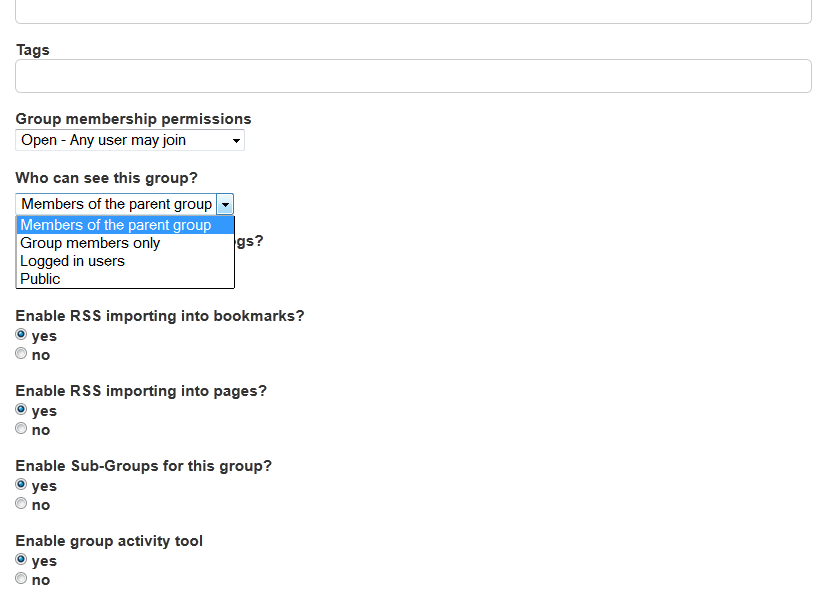 Tags
Group membership permissions
Open - Any user may join
Who can see this group?
Members of the parent group
Members of the parent group
Group members only
Logged in users
Public
gs?
Enable RSS importing into bookmarks?
yes
no
Enable RSS importing into pages?
yes
no
Enable Sub-Groups for this group?
yes
no
Enable group activity tool
yes
no